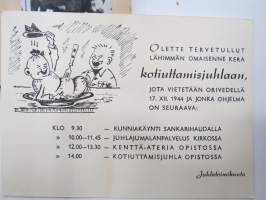 OLETTE TERVETULLUT
LÄHIMMÄN OMAISENNE KERA
kotiuttamisjuhlaan,
JOTA VIETETÄÄN ORIVEDELLÄ
17. XII. 1944 JA JONKA OHJELMA
ON SEURAAVA:
KLO 9.30 – KUNNIAKÄYNTI SANKARIHAUDALLA
» 10.00–11.45 – JUHLAJUMALANPALVELUS KIRKOSSA
» 12.00–13.30 – KENTTÄ-ATERIA OPISTOSSA
» 14.00 – KOTIUTTAMISJUHLA OPISTOSSA
Juhlatoimikunta